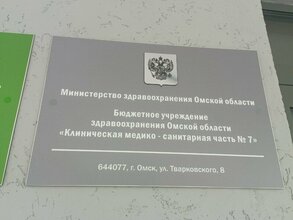 Министерство здравоохранения Омской области
Бюджетное учреждение
здравоохранения Омской области
«Клиническая медико - санитарная часть № 7»
644077, г. Омск, ул. Тварковского, 8